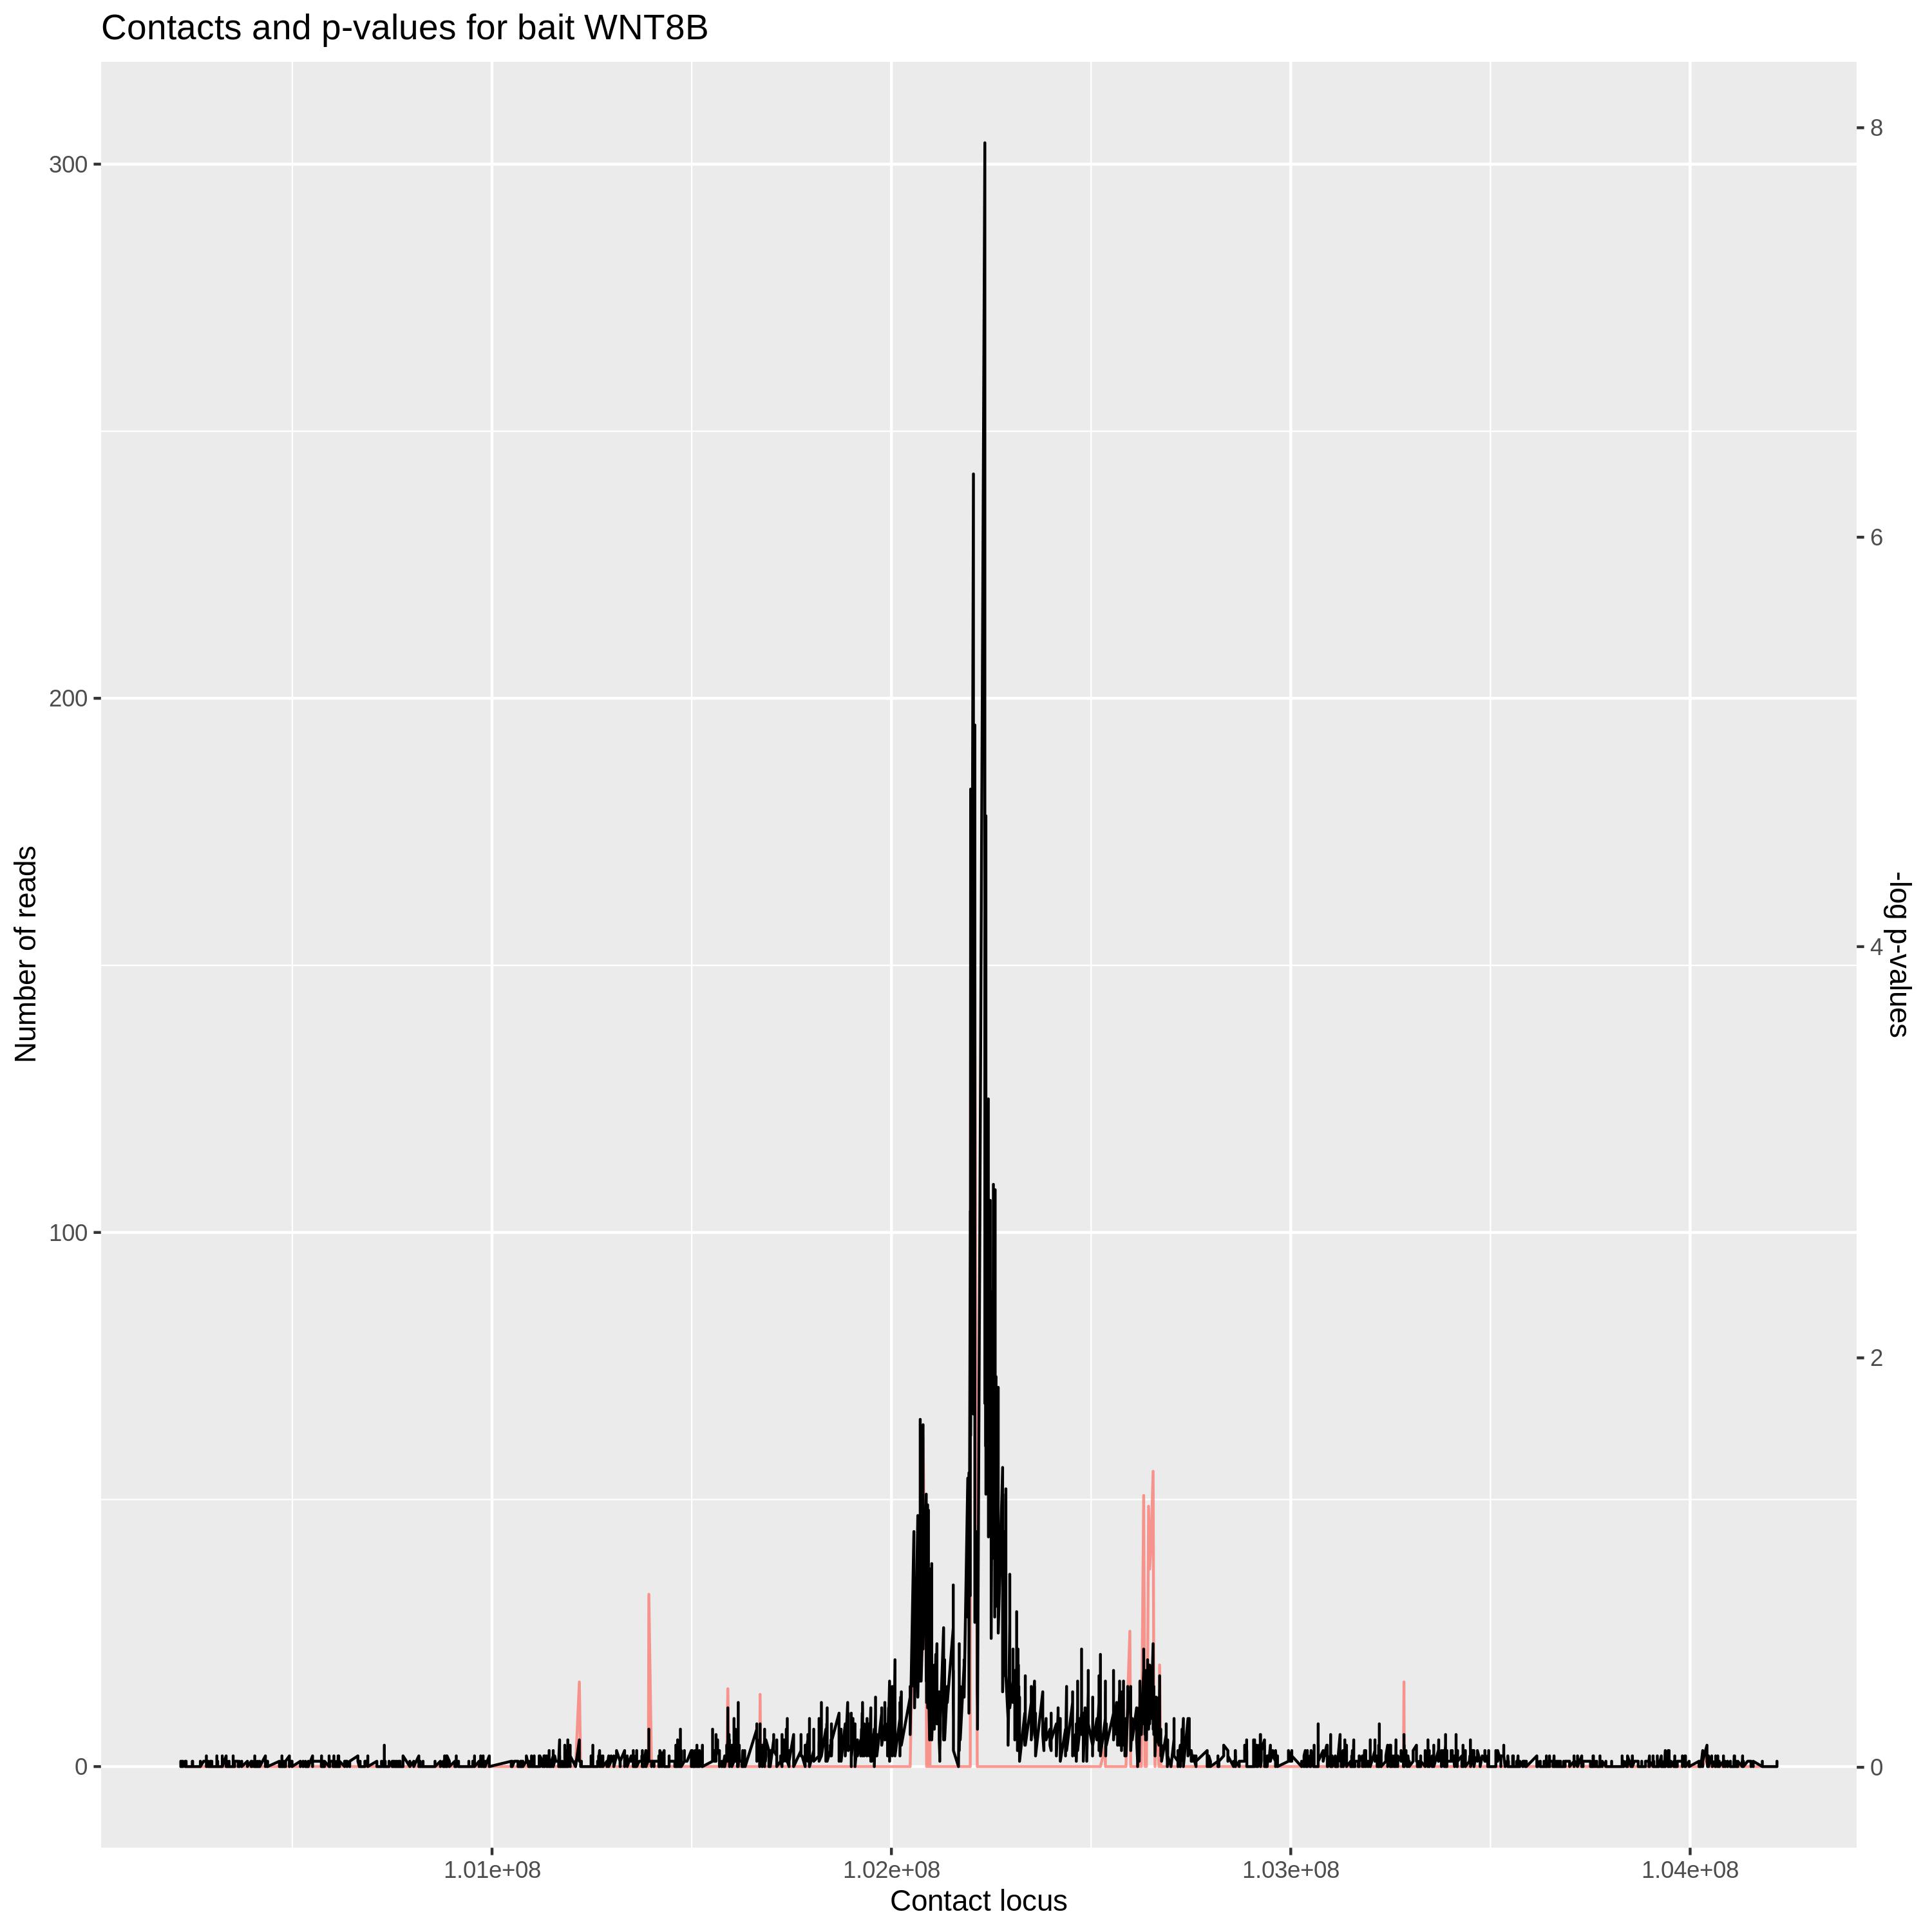 Contacts and p-values for bait WNT8B
300
200
100
0
Number of reads
8
6
4
2
0
-log p-values
1.01e+08
1.02e+08
1.03e+08
1.04e+08
Contact locus